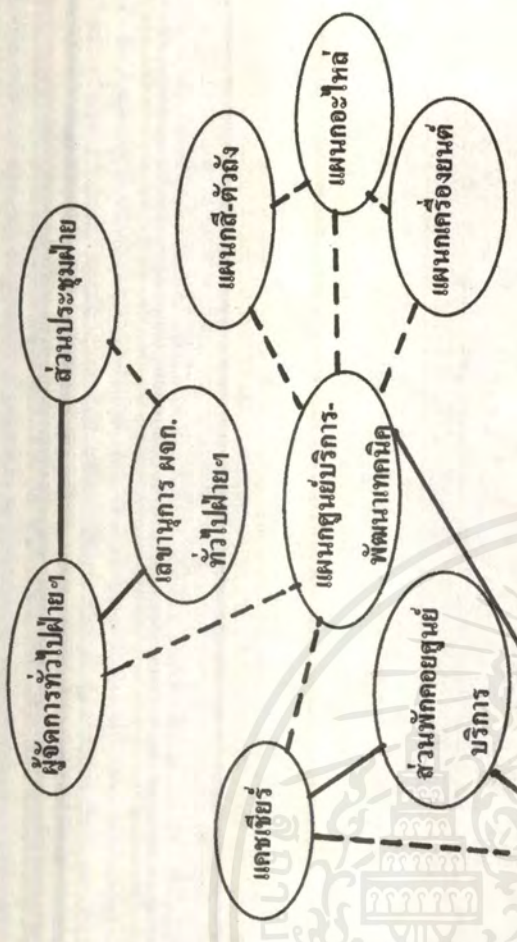 ผู้จัดการทั่วไปฝ่ายฯ
ส่วนประชุมฝ่าย
เลขานุการ ผจก.
ทั่วไปฝ่ายฯ
แผนกสี-ตัวถัง
แผนกอะไหล่
แผนกเครื่องยนต์
แผนกศูนย์บริการ-
พัฒนาเทคนิค
แคชเชียร์
ส่วนพักคอยศูนย์
บริการ